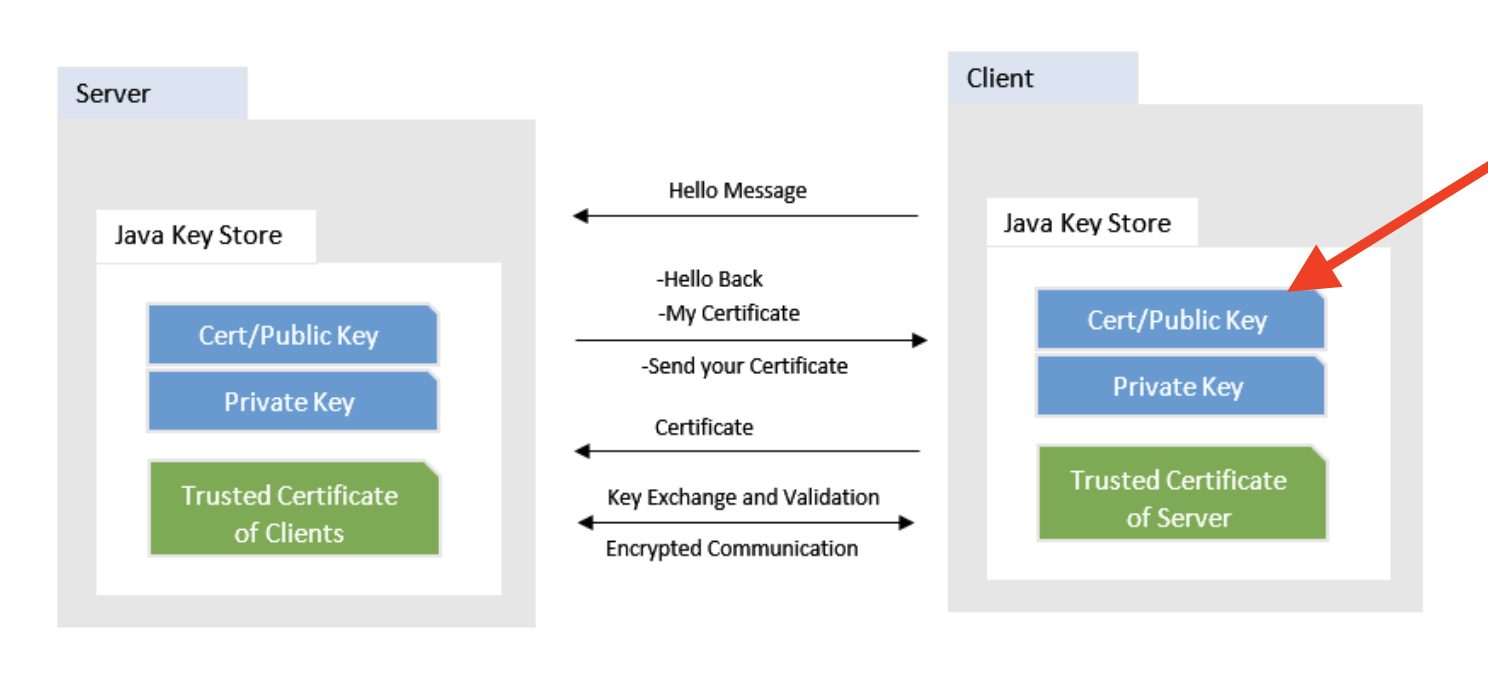 Server
Java Key Store
Cert/Public Key
Private Key
Trusted Certificate
of Clients
Hello Message
-Hello Back
-My Certificate
-Send your Certificate
Certificate
Key Exchange and Validation
Encrypted Communication
Client
Java Key Store
Cert/Public Key
Private Key
Trusted Certificate
of Server